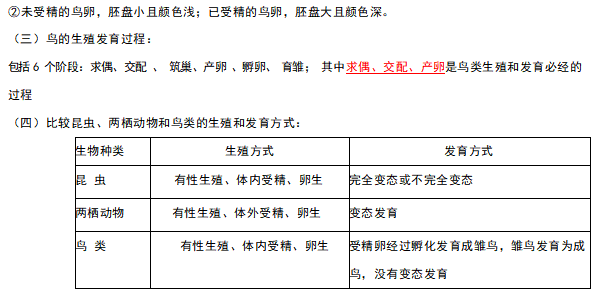 ②未受精的鸟卵，胚盘小且颜色浅；已受精的鸟卵，胚盘大且颜色深。
（三）鸟的生殖发育过程：
包括6 个阶段：求偶、交配 、 筑巢、产卵 、孵卵、 育雏； 其中求偶、交配、产卵是鸟类生殖和发育必经的
过程
（四）比较昆虫、两栖动物和鸟类的生殖和发育方式：
生物种类 生殖方式 发育方式
昆 虫 有性生殖、体内受精、卵生 完全变态或不完全变态
两栖动物 有性生殖、体外受精、卵生 变态发育
鸟 类 有性生殖、体内受精、卵生 受精卵经过孵化发育成雏鸟，雏鸟发育为成
鸟，没有变态发育